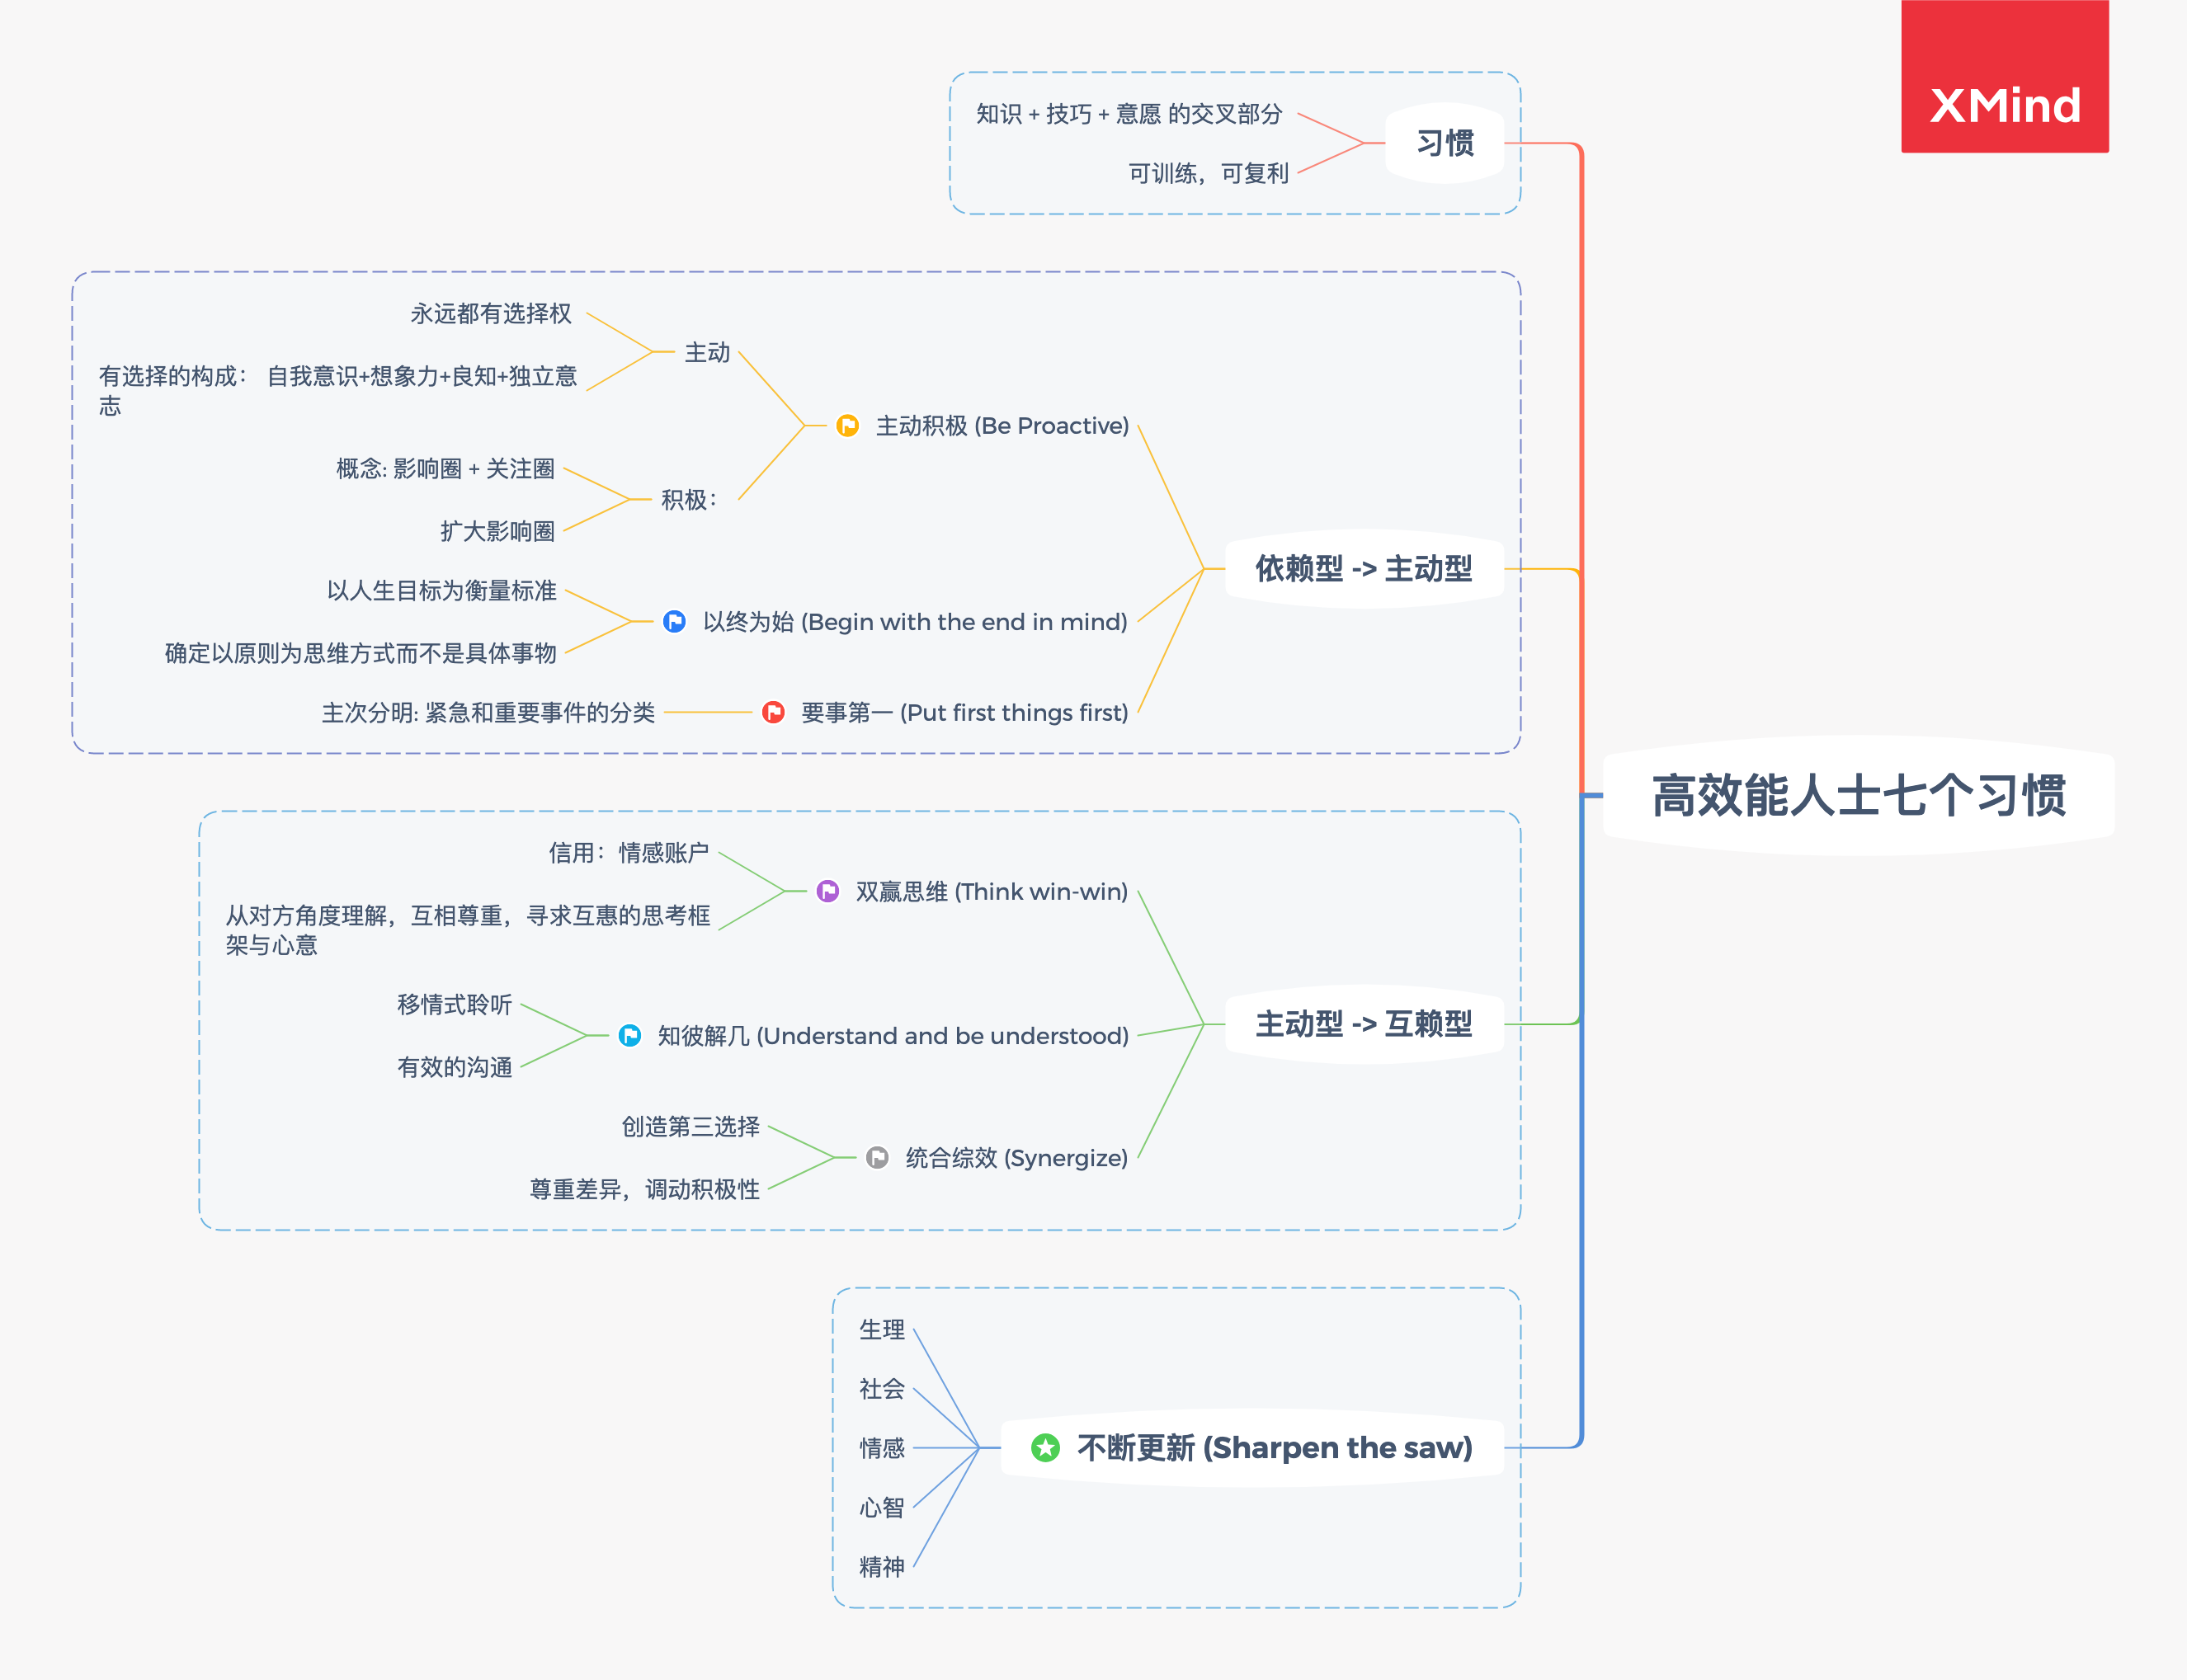 XMind
高效能人士七个习惯
习惯
知识 + 技巧 + 意愿 的交叉部分
可训练，可复利
依赖型 -> 主动型
主动积极 (Be Proactive)
主动
永远都有选择权
有选择的构成： 自我意识+想象力+良知+独立意
志
积极：
概念: 影响圈 + 关注圈
扩大影响圈
以终为始 (Begin with the end in mind)
以人生目标为衡量标准
确定以原则为思维方式而不是具体事物
要事第一 (Put first things first)
主次分明: 紧急和重要事件的分类
主动型 -> 互赖型
双赢思维 (Think win-win)
信用：情感账户
从对方角度理解，互相尊重，寻求互惠的思考框
架与心意
知彼解几 (Understand and be understood)
移情式聆听
有效的沟通
统合综效 (Synergize)
创造第三选择
尊重差异，调动积极性
不断更新 (Sharpen the saw)
生理
社会
情感
心智
精神